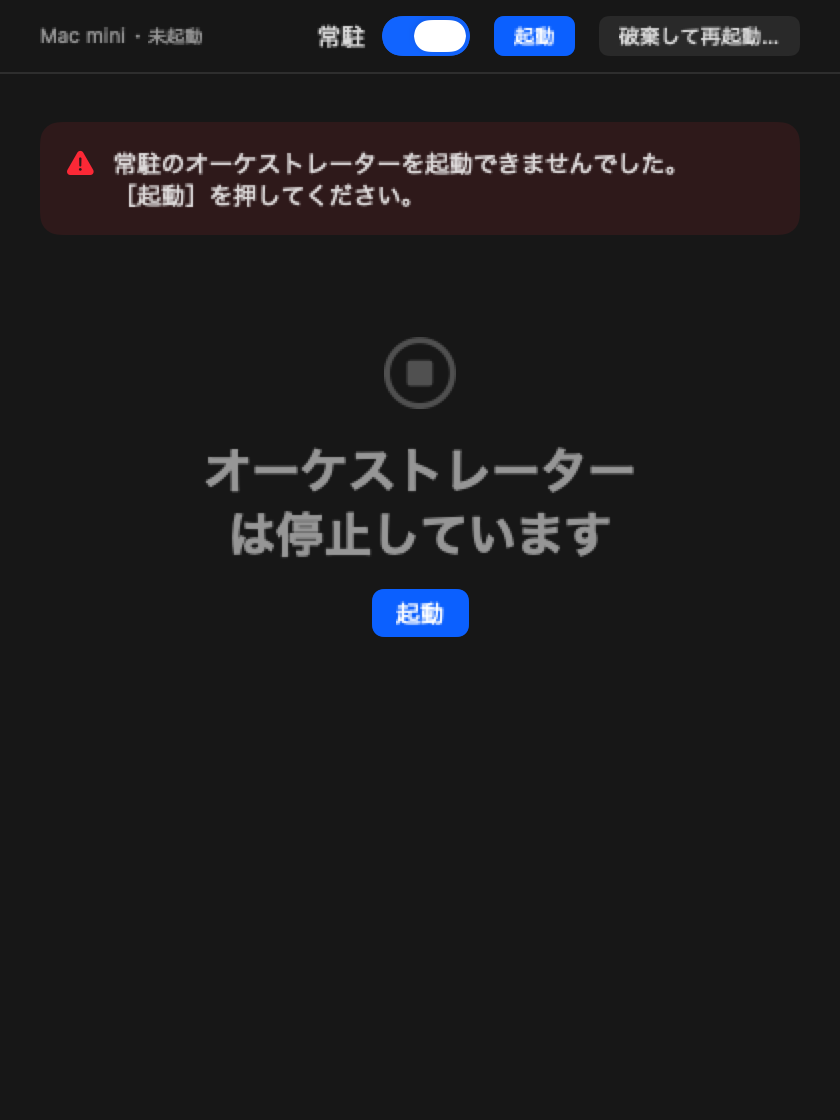 Mac mini · 未起動
常駐
起動
破棄して再起動...
常駐のオーケストレーターを起動できませんでした。
［起動］を押してください。
オーケストレーター
は停止しています
起動